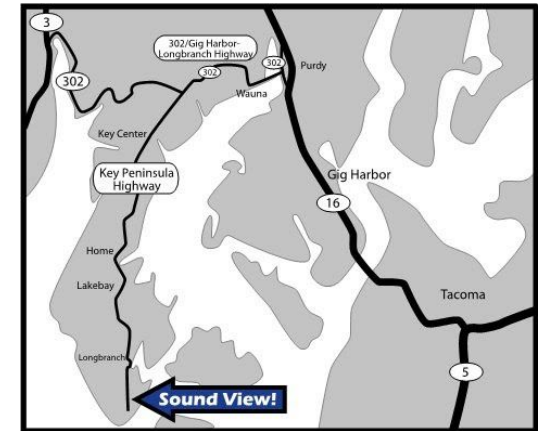 3
302/Gig Harbor-
Longbranch Highway
302
302
302
Purdy
Wauna
Key Center
Key Peninsula
Highway
Gig Harbor
16
Home
Lakebay
Tacoma
Longbranch
5
Sound View!